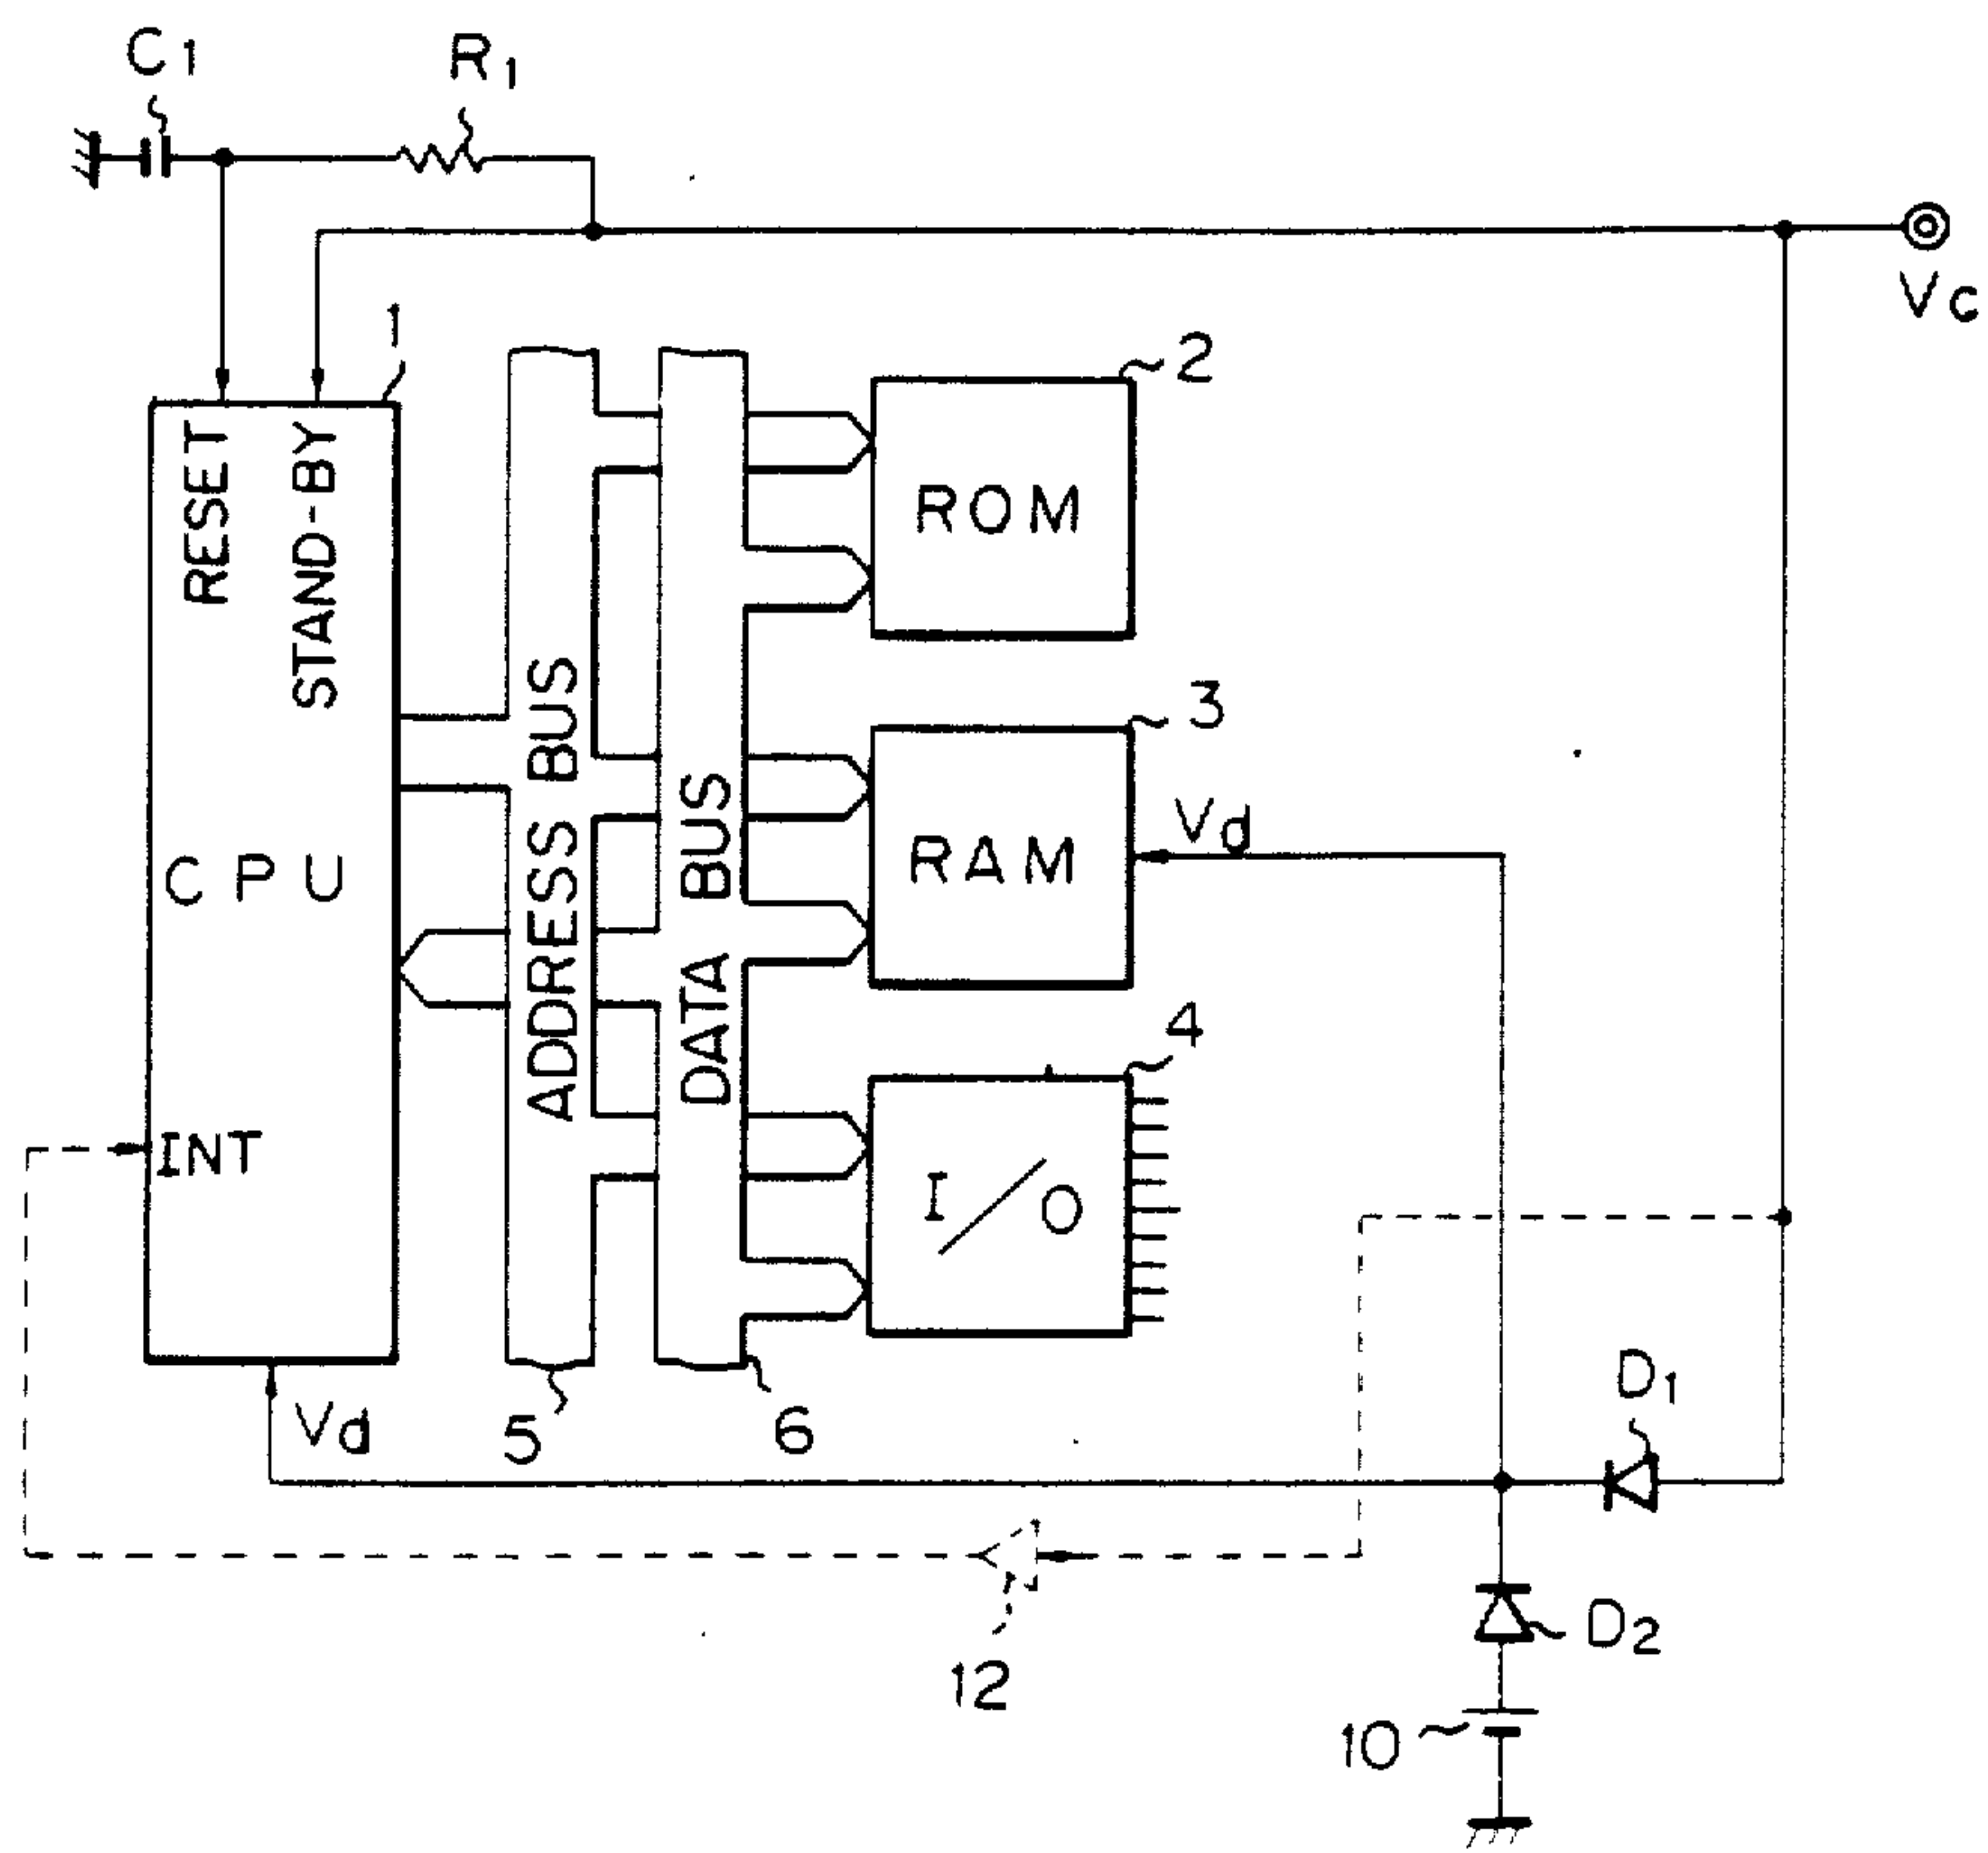 C1
R1
Vc
1
RESET
STAND-BY
CPU
INT
Vd
ADDRESS BUS
DATA BUS
2
ROM
3
RAM
Vd
4
I/O
5
6
D1
D2
12
10